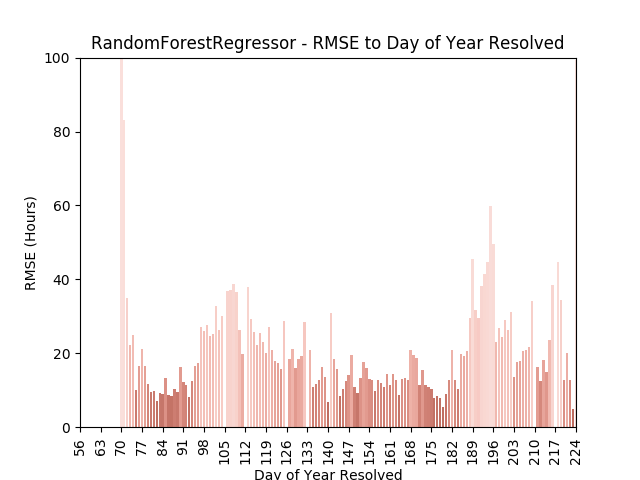 RandomForestRegressor - RMSE to Day of Year Resolved
100
80
60
40
20
0
RMSE (Hours)
56 63 70 77 84 91 98 105 112 119 126 133 140 147 154 161 168 175 182 189 196 203 210 217 224
Day of Year Resolved